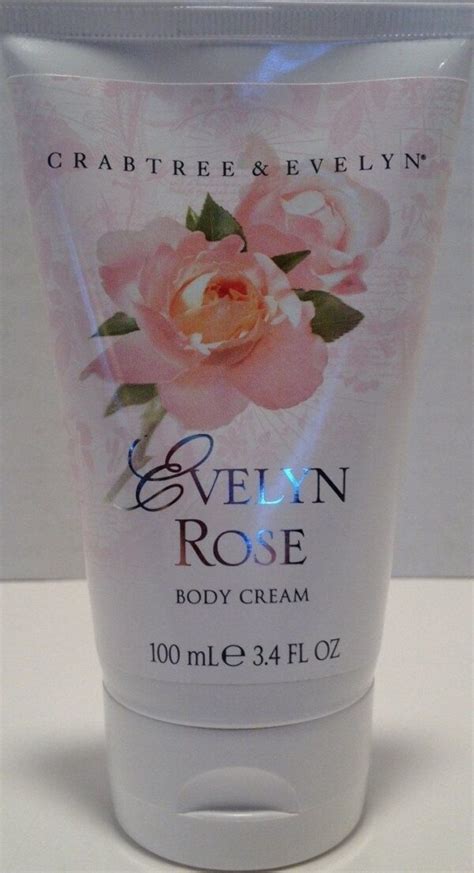 CRABTREE & EVELYN®
EVELYN
ROSE
BODY CREAM
100 mL℮ 3.4 FL OZ